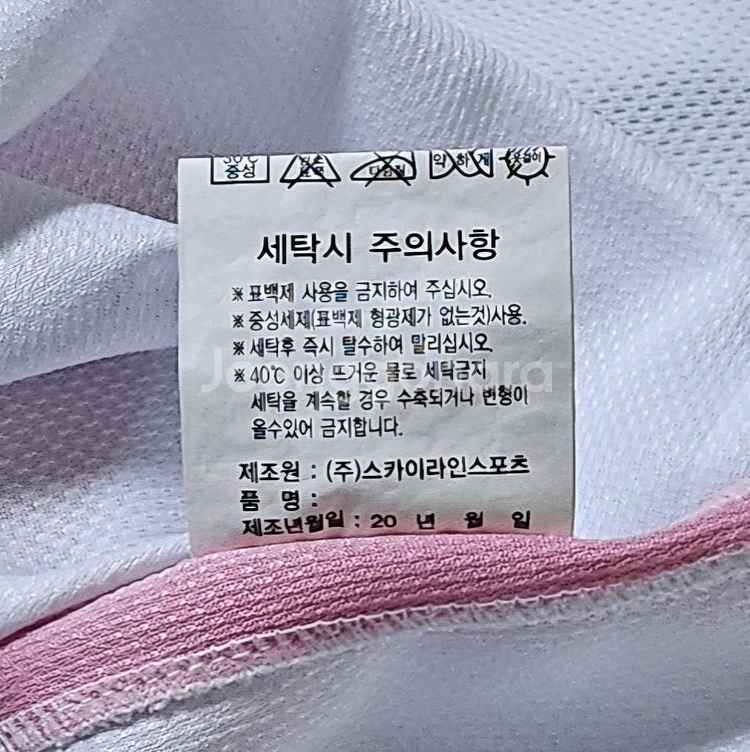 30℃
중성
약하게
옷걸이
세탁시 주의사항
※ 표백제 사용을 금지하여 주십시오.
※ 중성세제(표백제 형광제가 없는것)사용.
※ 세탁후 즉시 탈수하여 말리십시오.
※ 40℃ 이상 뜨거운 물로 세탁금지
세탁을 계속할 경우 수축되거나 변형이
올수있어 금지합니다.
제조원 : (주)스카이라인스포츠
품 명 :
제조년월일 : 20 년 월 일